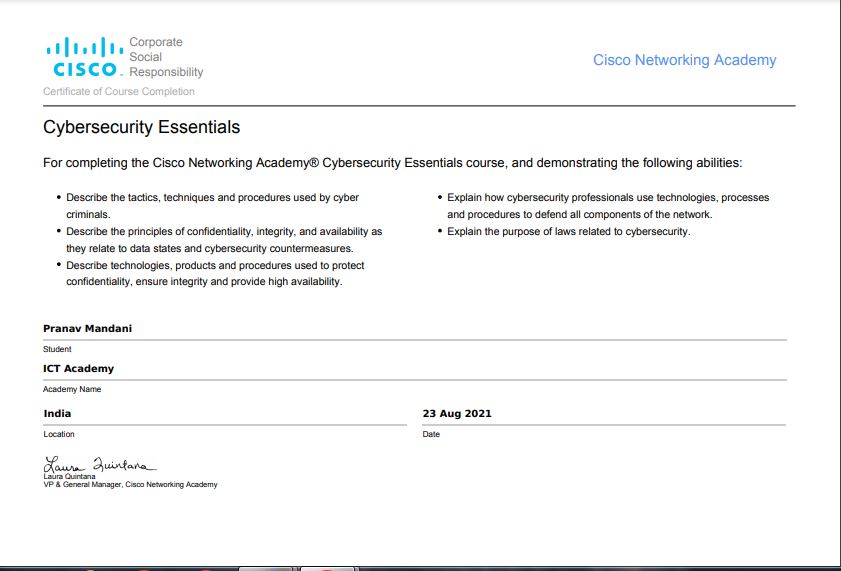 Corporate
Social
CISCO. Responsibility
Cisco Networking Academy
Certificate of Course Completion
Cybersecurity Essentials
For completing the Cisco Networking Academy® Cybersecurity Essentials course, and demonstrating the following abilities:
• Describe the tactics, techniques and procedures used by cyber
criminals.
• Describe the principles of confidentiality, integrity, and availability as
they relate to data states and cybersecurity countermeasures.
• Describe technologies, products and procedures used to protect
confidentiality, ensure integrity and provide high availability.
• Explain how cybersecurity professionals use technologies, processes
and procedures to defend all components of the network.
• Explain the purpose of laws related to cybersecurity.
Pranav Mandani
Student
ICT Academy
Academy Name
India
Location
23 Aug 2021
Date
Laura Quintana
Laura Quintana
VP & General Manager, Cisco Networking Academy